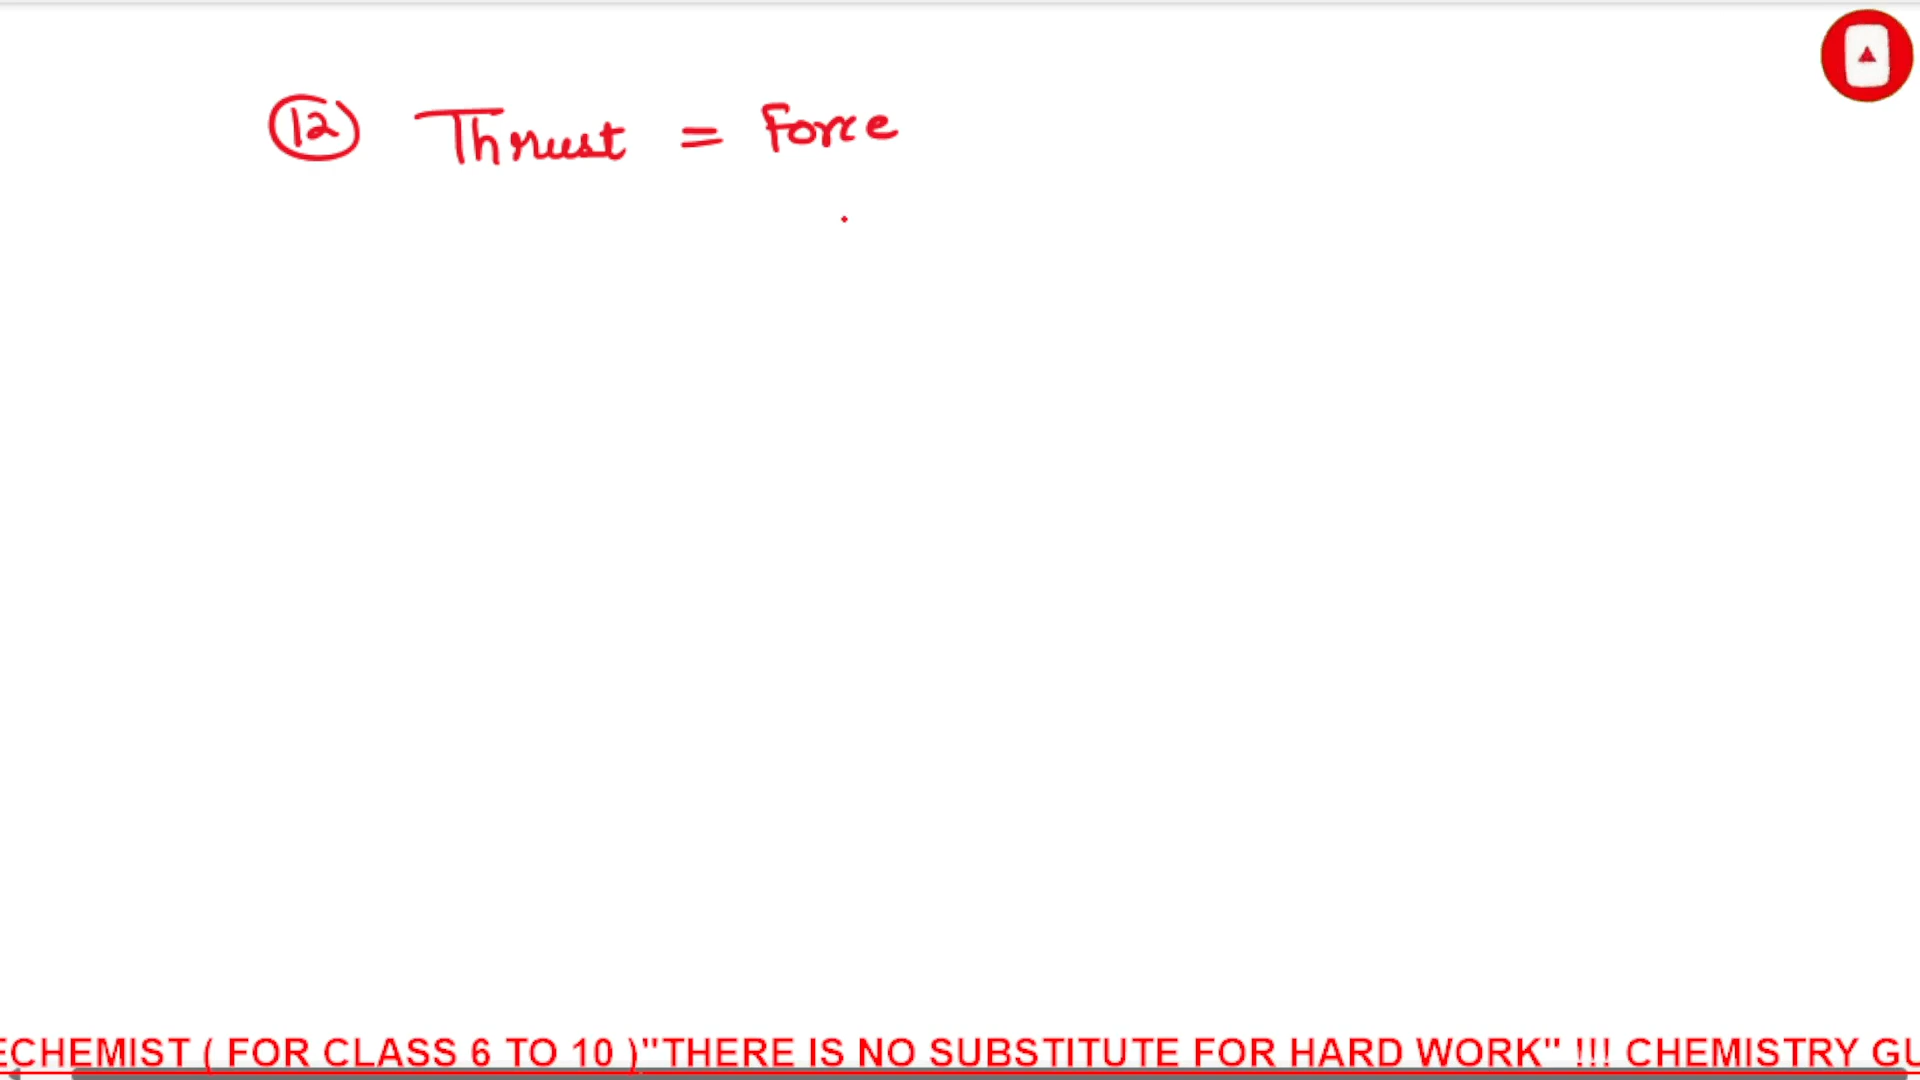 12 Thrust = Force
ECHEMIST ( FOR CLASS 6 TO 10 )"THERE IS NO SUBSTITUTE FOR HARD WORK" !!! CHEMISTRY GU